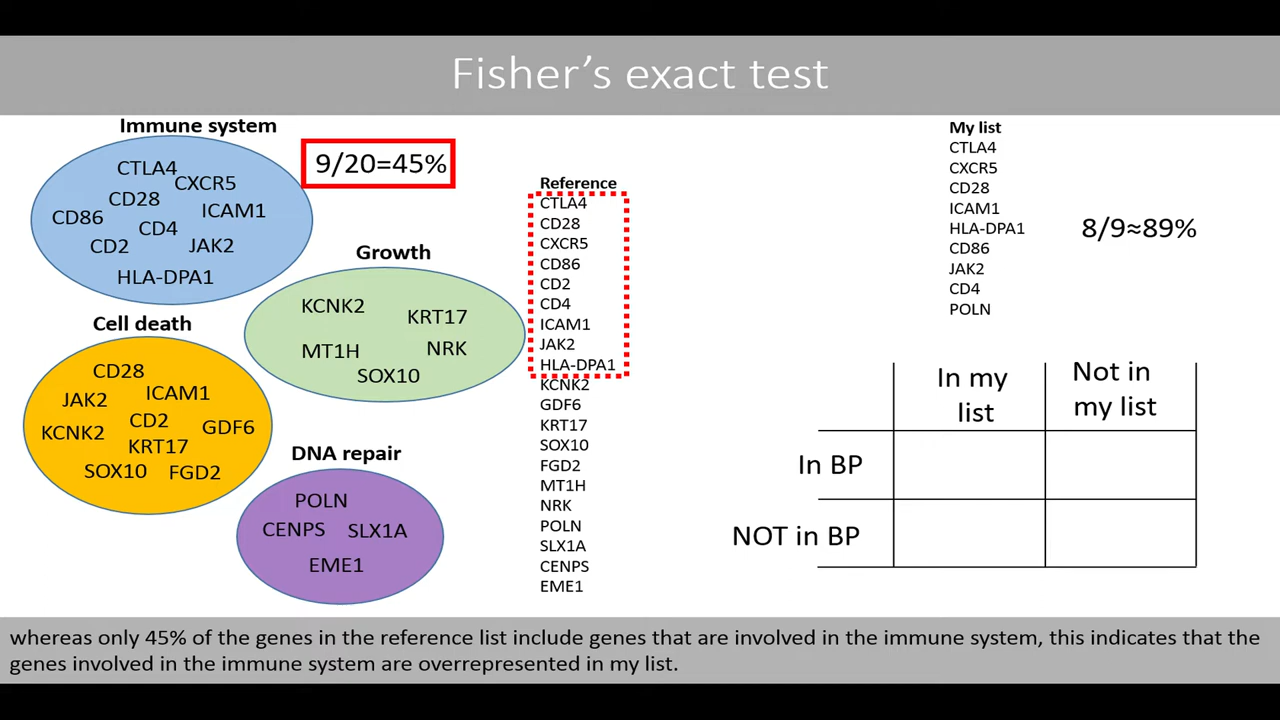 Fisher's exact test
Immune system
CTLA4
CXCR5
CD28
ICAM1
CD86
CD4
CD2
JAK2
HLA-DPA1
9/20=45%
Growth
KCNK2
KRT17
MT1H
NRK
SOX10
Cell death
CD28
ICAM1
JAK2
CD2
GDF6
KCNK2
KRT17
SOX10
FGD2
DNA repair
POLN
CENPS
SLX1A
EME1
Reference
CTLA4
CD28
CXCR5
CD86
CD2
CD4
ICAM1
JAK2
HLA-DPA1
KCNK2
GDF6
KRT17
SOX10
FGD2
MT1H
NRK
POLN
SLX1A
CENPS
EME1
My list
CTLA4
CXCR5
CD28
ICAM1
HLA-DPA1
CD86
JAK2
CD4
POLN
8/9≈89%
In my
list
Not in
my list
In BP
NOT in BP
whereas only 45% of the genes in the reference list include genes that are involved in the immune system, this indicates that the
genes involved in the immune system are overrepresented in my list.